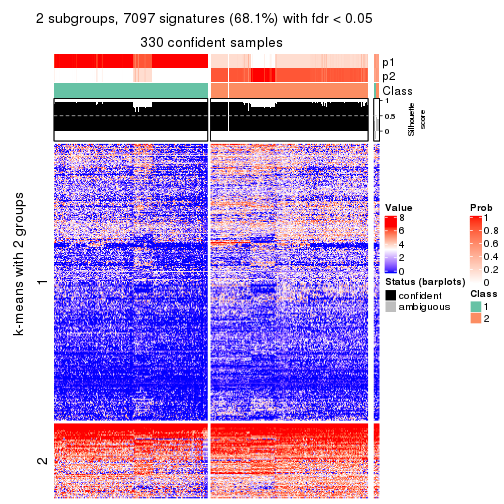 2 subgroups, 7097 signatures (68.1%) with fdr < 0.05
330 confident samples
p1
p2
Class
1
0.5
0
Silhouette
score
k-means with 2 groups
1
2
Value
8
6
4
2
0
Status (barplots)
confident
ambiguous
Prob
1
0.8
0.6
0.4
0.2
0
Class
1
2